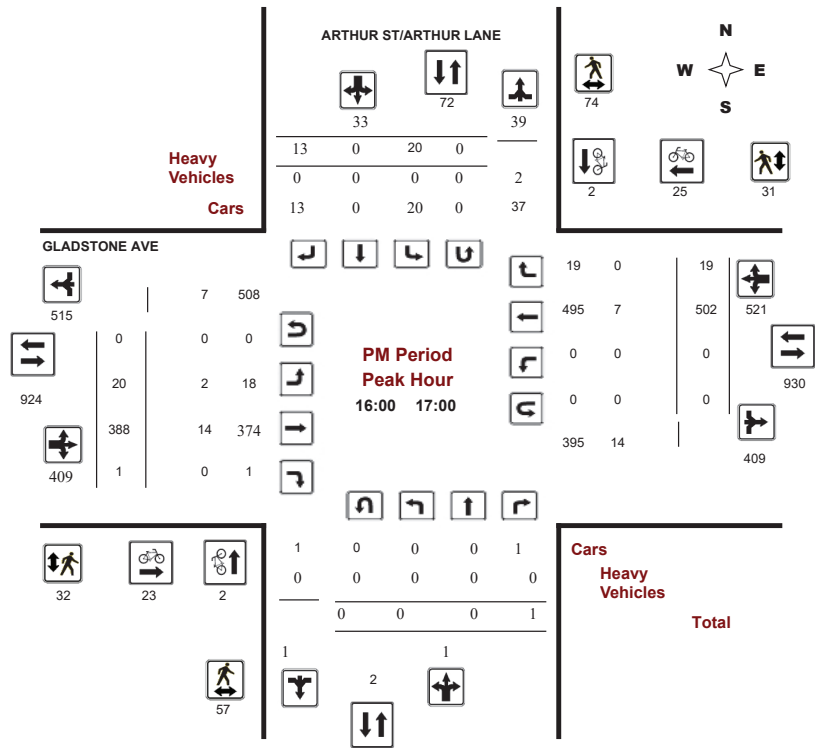 ARTHUR ST/ARTHUR LANE
N
W E
S
72
74
33 39
13 0 20 0
Heavy
Vehicles
0 0 0 0 2
Cars
13 0 20 0 37
2 25 31
GLADSTONE AVE
515
7 508
19 0 19
495 7 502 521
0 0 0
0 0 0
924
20 2 18
388 14 374
409
1 0 1
PM Period
Peak Hour
16:00 17:00
0 0 0
930
395 14
409
1 0 0 0 1
0 0 0 0 0
0 0 0 1
Cars
Heavy
Vehicles
Total
32 23 2
1 1
2
57